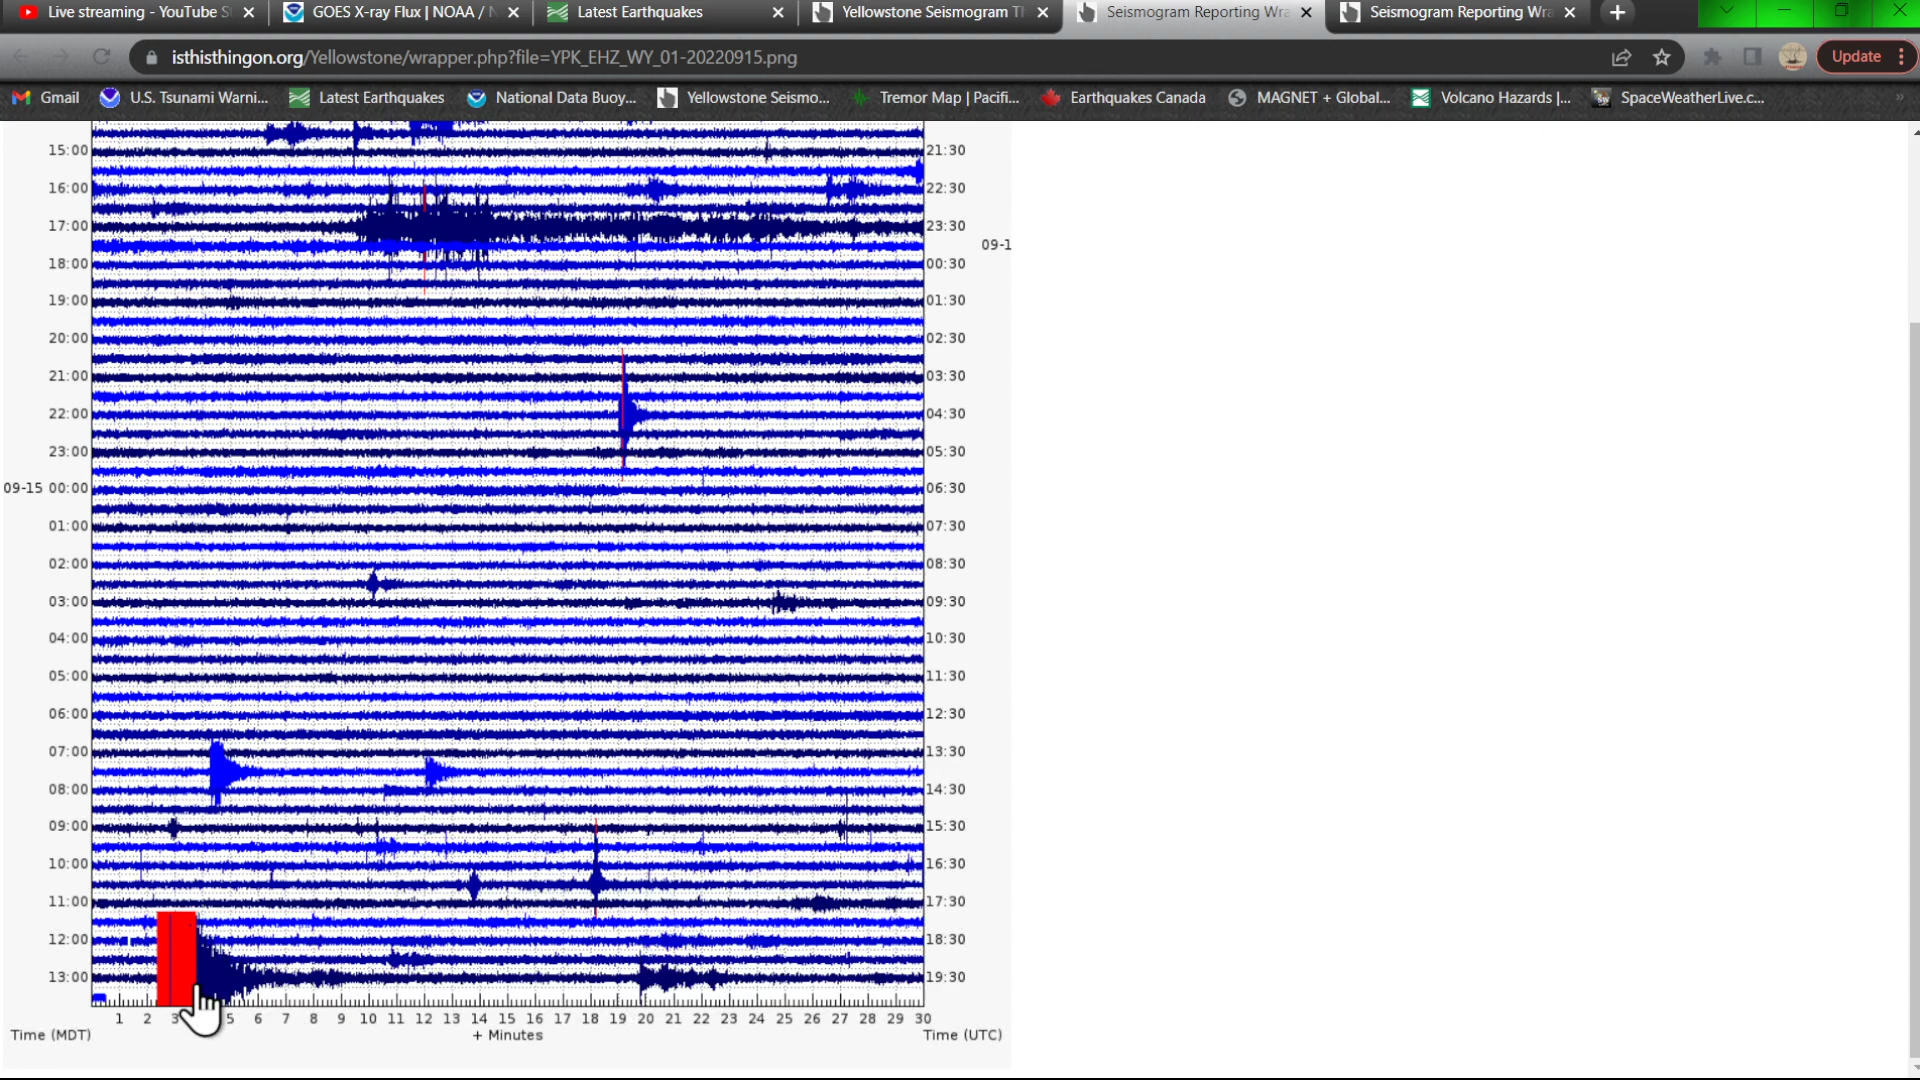 Live streaming - YouTube S
GOES X-ray Flux | NOAA / N
Latest Earthquakes
Yellowstone Seismogram Th
Seismogram Reporting Wra
Seismogram Reporting Wra
isthisthingon.org/Yellowstone/wrapper.php?file=YPK_EHZ_WY_01-20220915.png
Update
Gmail
U.S. Tsunami Warni...
Latest Earthquakes
National Data Buoy...
Yellowstone Seismo...
Tremor Map | Pacifi...
Earthquakes Canada
MAGNET + Global...
Volcano Hazards |...
SpaceWeatherLive.c...
15:00 21:30
16:00 22:30
17:00 23:30
09-1
18:00 00:30
19:00 01:30
20:00 02:30
21:00 03:30
22:00 04:30
23:00 05:30
09-15 00:00 06:30
01:00 07:30
02:00 08:30
03:00 09:30
04:00 10:30
05:00 11:30
06:00 12:30
07:00 13:30
08:00 14:30
09:00 15:30
10:00 16:30
11:00 17:30
12:00 18:30
13:00 19:30
1 2 3 5 6 7 8 9 10 11 12 13 14 15 16 17 18 19 20 21 22 23 24 25 26 27 28 29 30
Time (MDT) + Minutes Time (UTC)